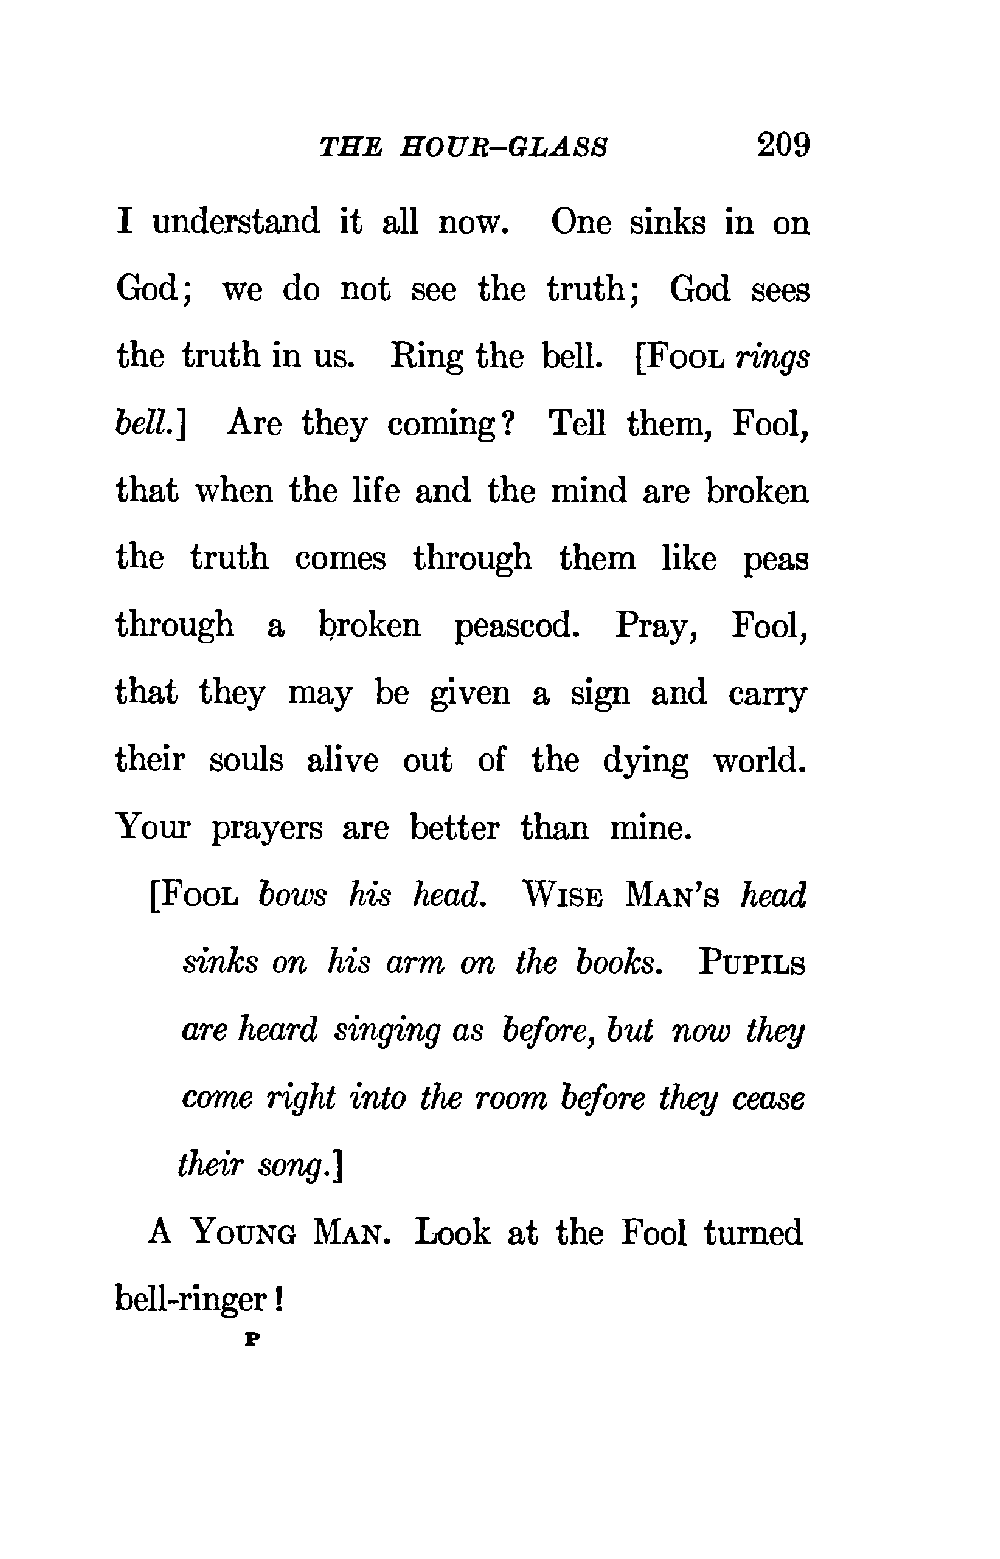 THE HOUR-GLASS 209
I understand it all now. One sinks in on
God; we do not see the truth; God sees
the truth in us. Ring the bell. [FOOL rings
bell.] Are they coming? Tell them, Fool,
that when the life and the mind are broken
the truth comes through them like peas
through a broken peascod. Pray, Fool,
that they may be given a sign and carry
their souls alive out of the dying world.
Your prayers are better than mine.
[FOOL bows his head. WISE MAN'S head
sinks on his arm on the books. PUPILS
are heard singing as before, but now they
come right into the room before they cease
their song.]
A YOUNG MAN. Look at the Fool turned
bell-ringer!
P